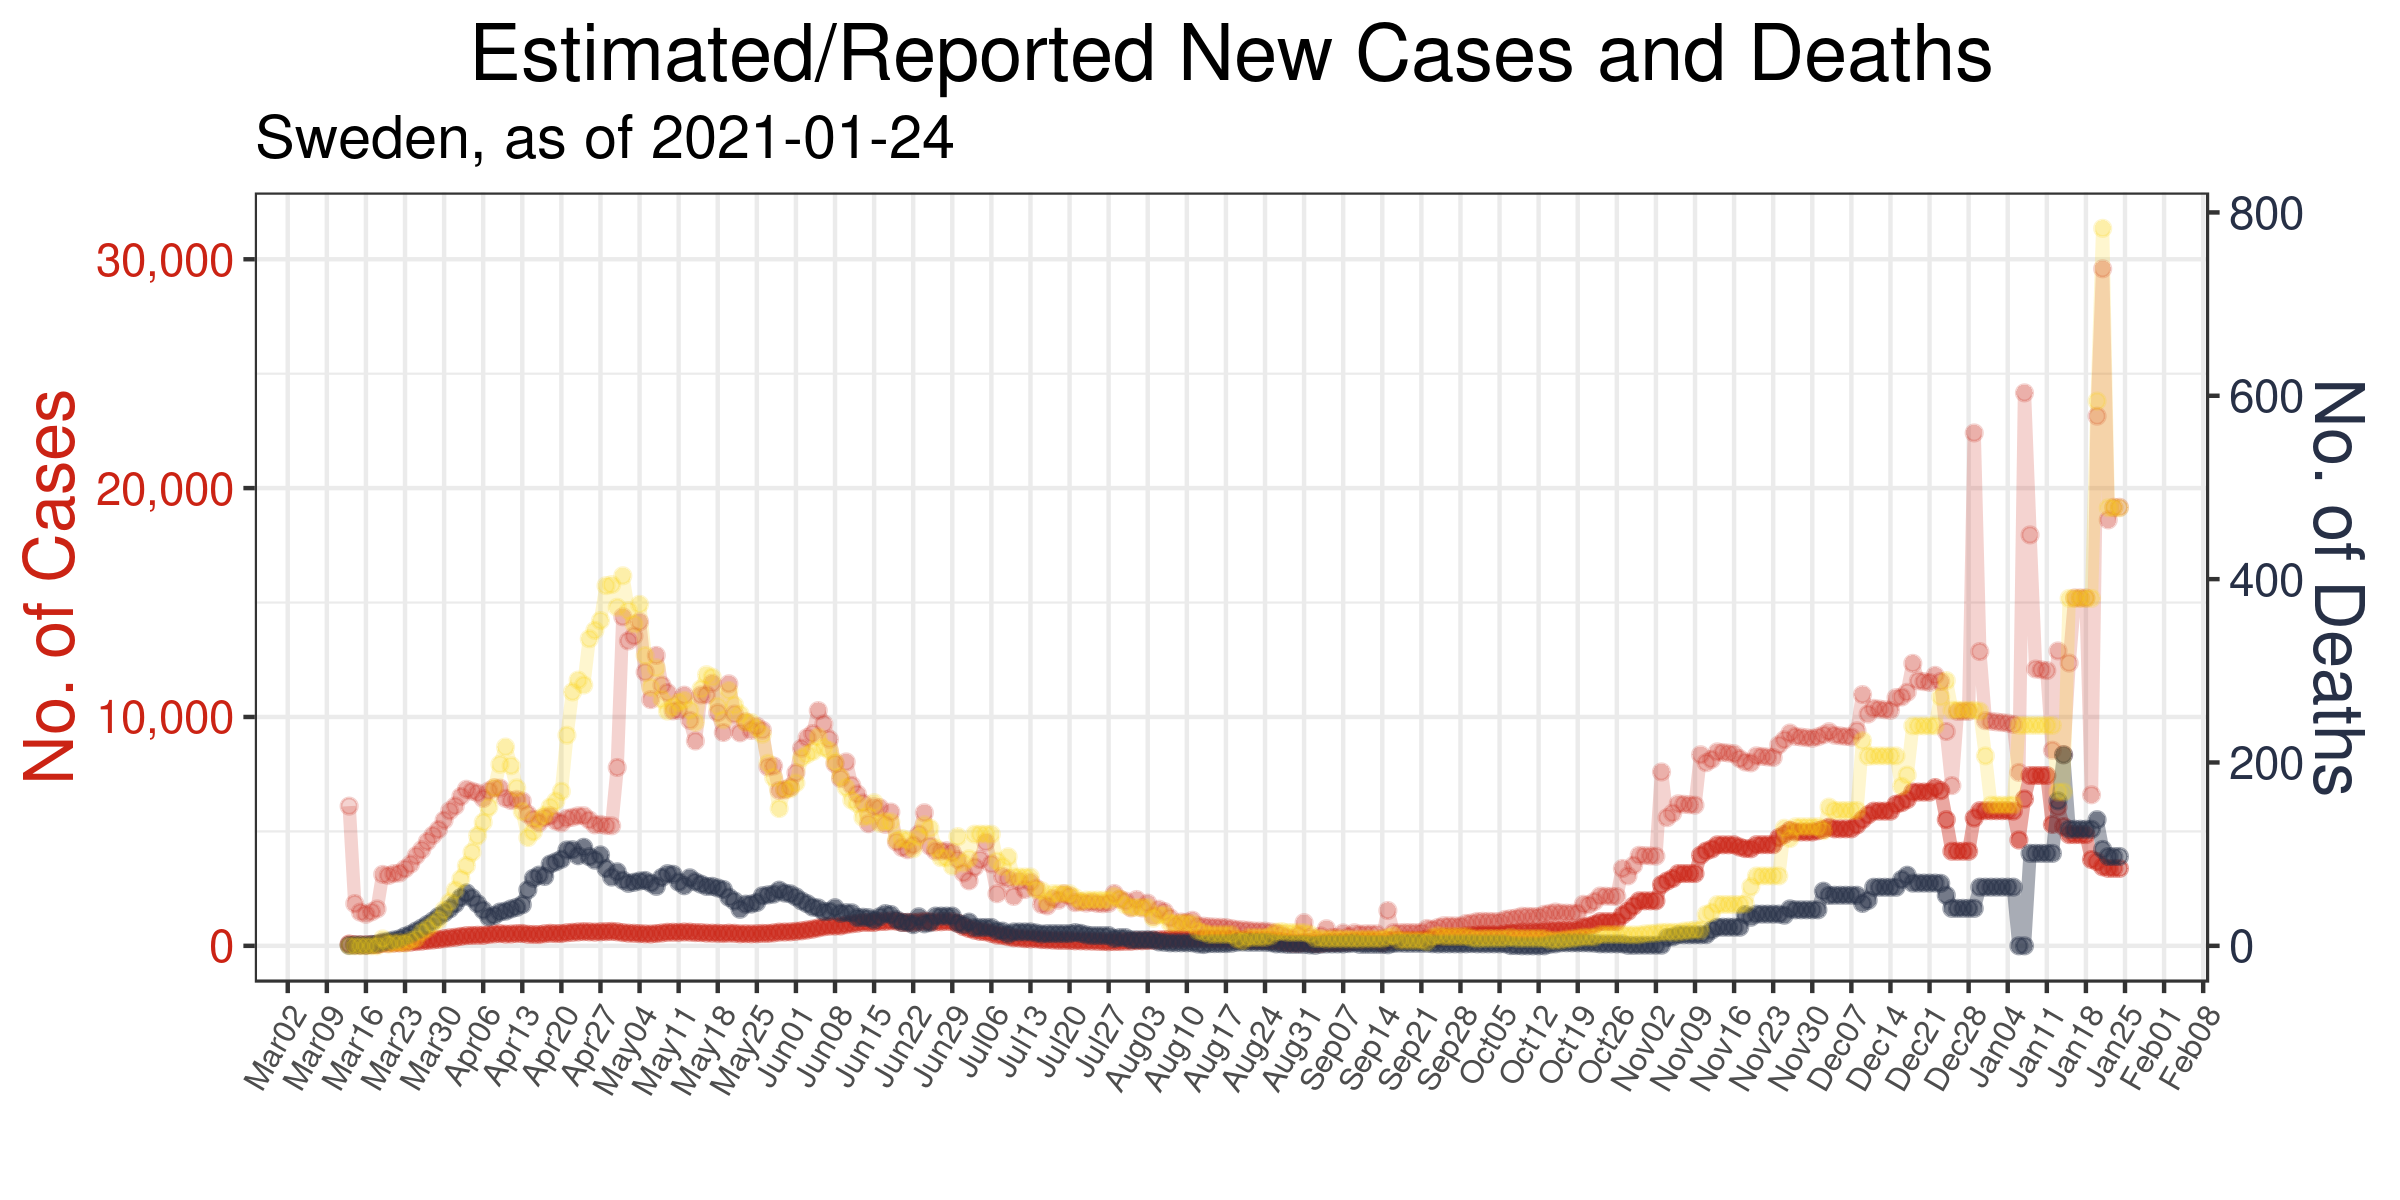 Estimated/Reported New Cases and Deaths
Sweden, as of 2021-01-24
No. of Cases
30,000
20,000
10,000
0
800
600
400
200
0
No. of Deaths
Mar02
Mar09
Mar16
Mar23
Mar30
Apr06
Apr13
Apr20
Apr27
May04
May11
May18
May25
Jun01
Jun08
Jun15
Jun22
Jun29
Jul06
Jul13
Jul20
Jul27
Aug03
Aug10
Aug17
Aug24
Aug31
Sep07
Sep14
Sep21
Sep28
Oct05
Oct12
Oct19
Oct26
Nov02
Nov09
Nov16
Nov23
Nov30
Dec07
Dec14
Dec21
Dec28
Jan04
Jan11
Jan18
Jan25
Feb01
Feb08